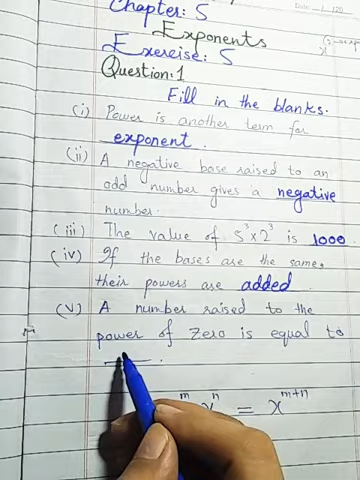 Chapter: 5
Exponents
Exercise: 5
Question: 1
Fill in the blanks.
(i) Power is another term for
exponent.
(ii) A negative base raised to an
odd number gives a negative
number.
(iii) The value of 5³ x 2³ is 1000
(iv) If the bases are the same,
their powers are added.
(v) A number raised to the
power of Zero is equal to
____.
xⁿ = x^{m+n}